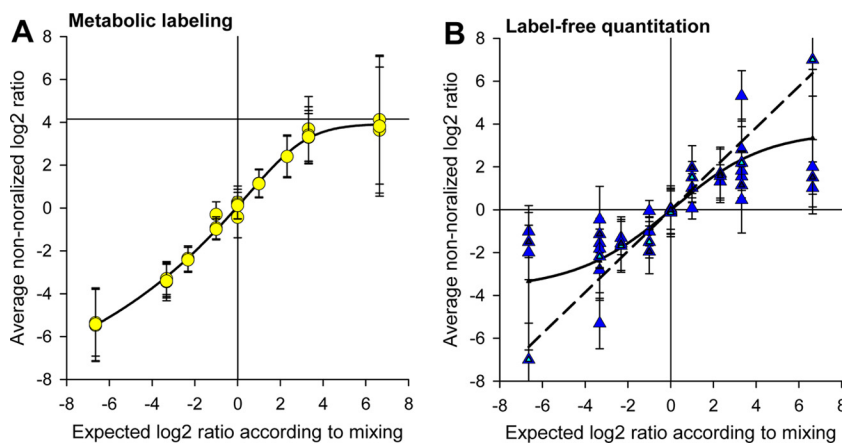 A Metabolic labeling
Average non-noralized log2 ratio
8
6
4
2
0
-2
-4
-6
-8
-8 -6 -4 -2 0 2 4 6 8
Expected log2 ratio according to mixing
B Label-free quantitation
Average non-noralized log2 ratio
8
6
4
2
0
-2
-4
-6
-8
-8 -6 -4 -2 0 2 4 6 8
Expected log2 ratio according to mixing